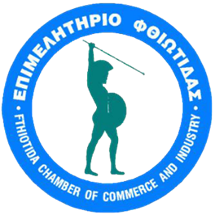 ΕΠΙΜΕΛΗΤΗΡΙΟ ΦΘΙΩΤΙΔΑΣ
FTHIOTIDA CHAMBER OF COMMERCE AND INDUSTRY